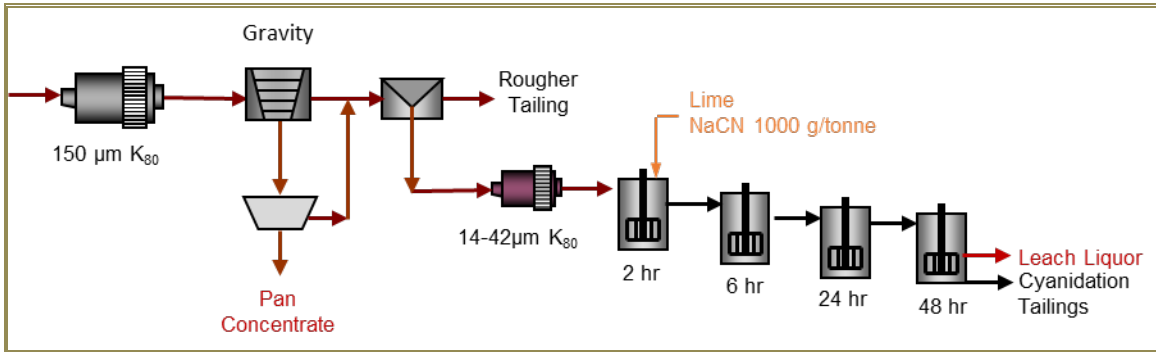 Gravity
150 µm K80
Pan
Concentrate
Rougher
Tailing
14-42µm K80
Lime
NaCN 1000 g/tonne
2 hr
6 hr
24 hr
48 hr
Leach Liquor
Cyanidation
Tailings